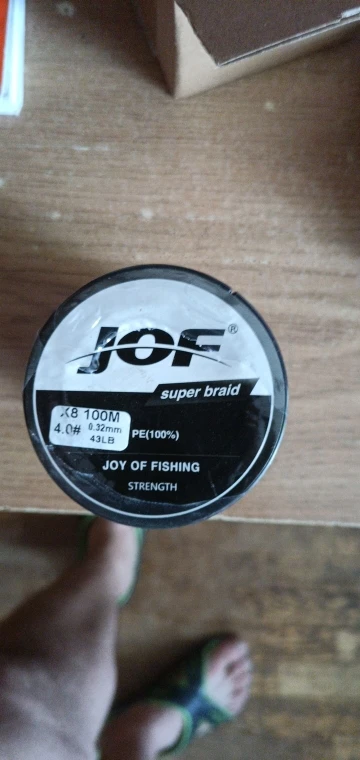 JOF®
super braid
X8 100M
4.0# 0.32mm
43LB
PE(100%)
JOY OF FISHING
STRENGTH